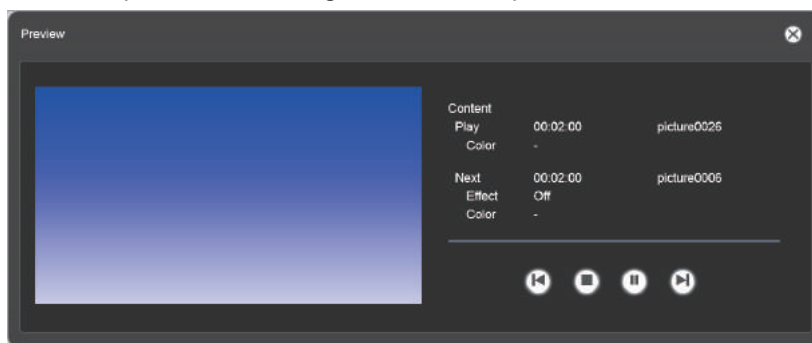 Preview
Content
Play 00:02:00 picture0026
Color -
Next 00:02:00 picture0006
Effect Off
Color -